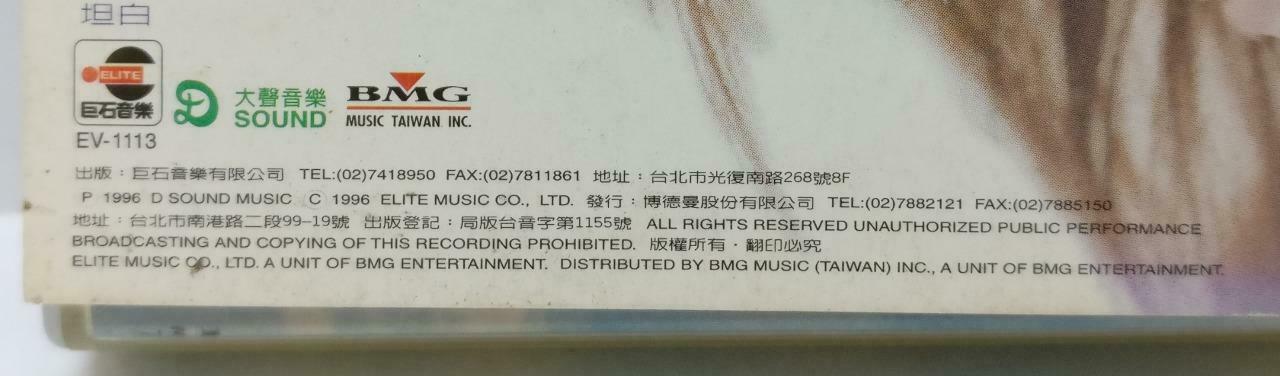 坦白
ELITE
巨石音樂
大聲音樂
SOUND
BMG
MUSIC TAIWAN INC.
EV-1113
出版：巨石音樂有限公司 TEL:(02)7418950 FAX:(02)7811861 地址：台北市光復南路268號8F
P 1996 D SOUND MUSIC C 1996 ELITE MUSIC CO., LTD. 發行：博德曼股份有限公司 TEL:(02)7882121 FAX:(02)7885150
地址：台北市南港路二段99-19號 出版登記：局版台音字第1155號 ALL RIGHTS RESERVED UNAUTHORIZED PUBLIC PERFORMANCE
BROADCASTING AND COPYING OF THIS RECORDING PROHIBITED. 版權所有・翻印必究
ELITE MUSIC CO., LTD. A UNIT OF BMG ENTERTAINMENT. DISTRIBUTED BY BMG MUSIC (TAIWAN) INC., A UNIT OF BMG ENTERTAINMENT.